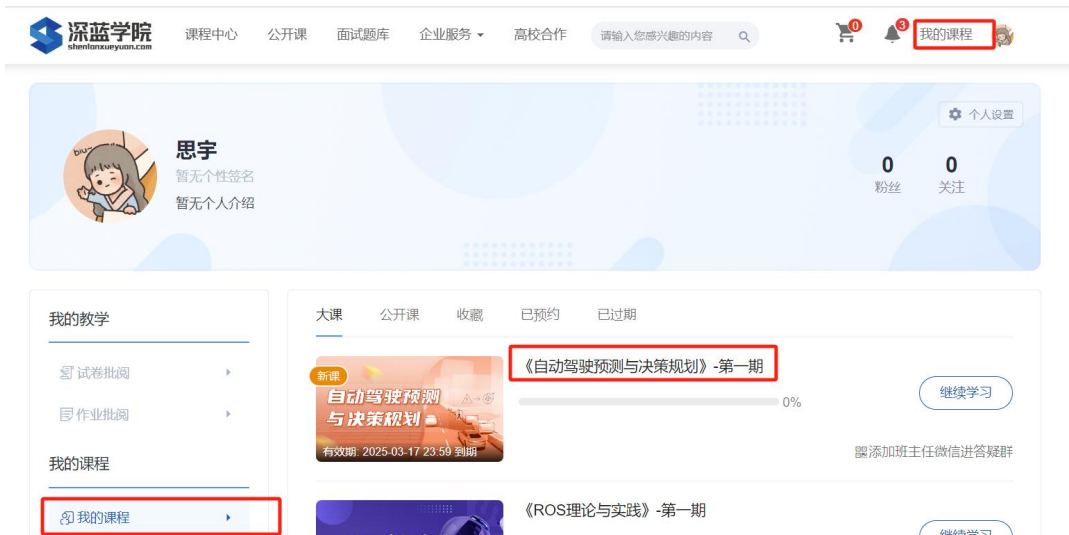 深蓝学院
shenlanxueyuan.com
课程中心 公开课 面试题库 企业服务 高校合作 请输入您感兴趣的内容 0 3 我的课程
个人设置
biu~
思宇
暂无个性签名
暂无个人介绍
0 0
粉丝 关注
我的教学
试卷批阅
作业批阅
我的课程
我的课程
大课 公开课 收藏 已预约 已过期
新课
自动驾驶预测
与决策规划
有效期: 2025-03-17 23:59 到期
《自动驾驶预测与决策规划》-第一期
0%
继续学习
添加班主任微信进答疑群
《ROS理论与实践》-第一期
继续学习